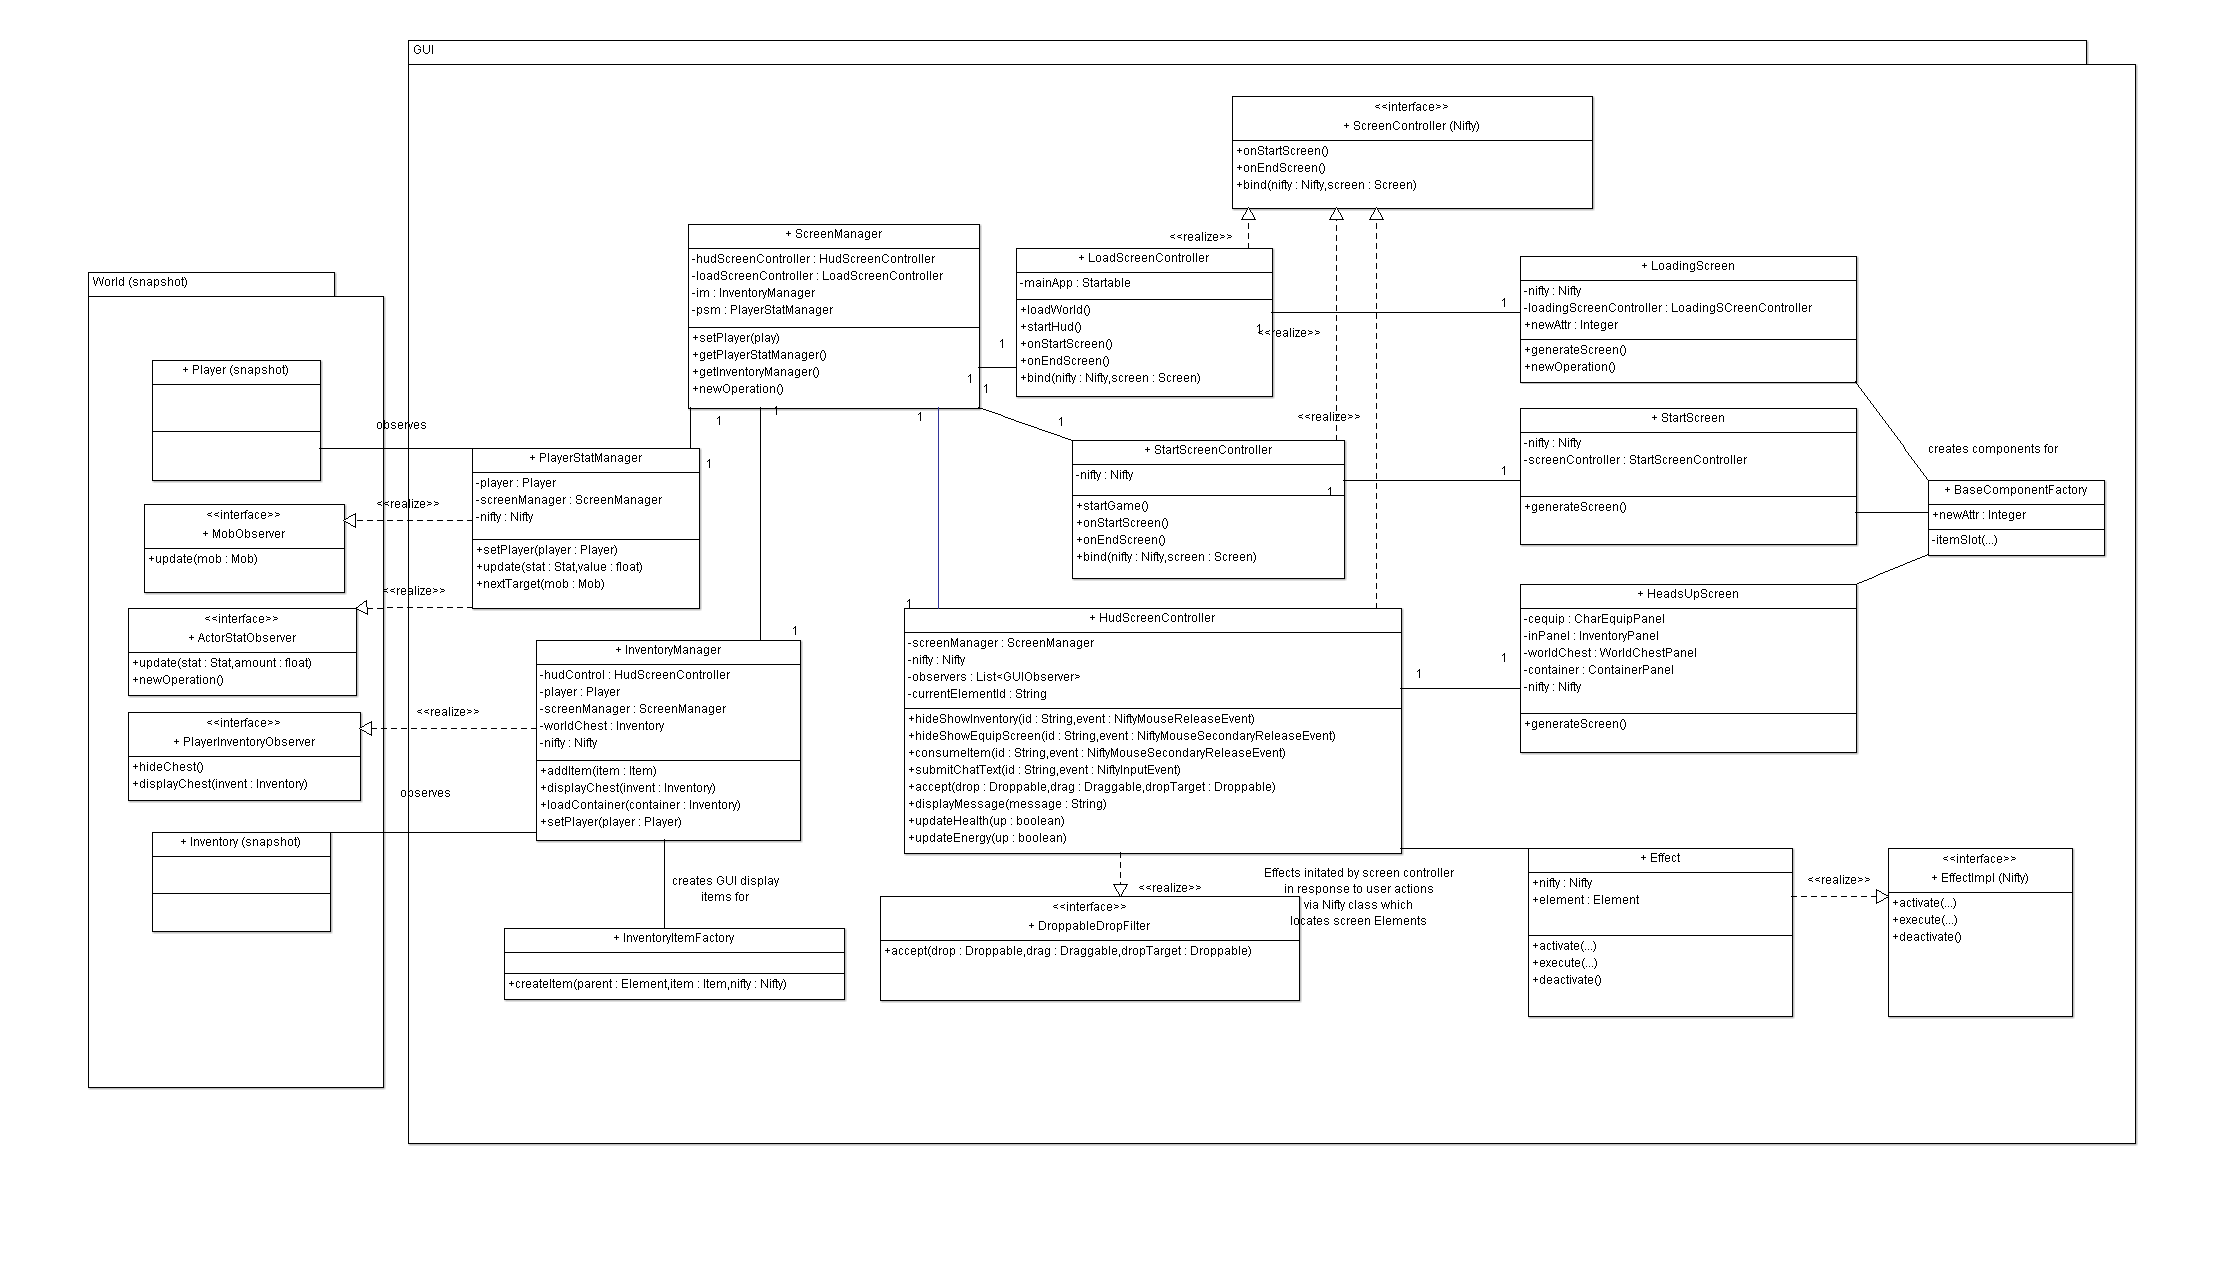 GUI
<<interface>>
+ ScreenController (Nifty)
+onStartScreen()
+onEndScreen()
+bind(nifty : Nifty,screen : Screen)
<<realize>>
<<realize>>
<<realize>>
+ ScreenManager
-hudScreenController : HudScreenController
-loadScreenController : LoadScreenController
-im : InventoryManager
-psm : PlayerStatManager
+setPlayer(play)
+getPlayerStatManager()
+getInventoryManager()
+newOperation()
1
1
1
1
1
1
1
1
1
1
+ LoadScreenController
-mainApp : Startable
+loadWorld()
+startHud()
+onStartScreen()
+onEndScreen()
+bind(nifty : Nifty,screen : Screen)
1
1
+ LoadingScreen
-nifty : Nifty
-loadingScreenController : LoadingSCreenController
+newAttr : Integer
+generateScreen()
+newOperation()
+ StartScreenController
-nifty : Nifty
+startGame()
+onStartScreen()
+onEndScreen()
+bind(nifty : Nifty,screen : Screen)
1
1
+ StartScreen
-nifty : Nifty
-screenController : StartScreenController
+generateScreen()
creates components for
+ BaseComponentFactory
+newAttr : Integer
-itemSlot(...)
+ HeadsUpScreen
-cequip : CharEquipPanel
-inPanel : InventoryPanel
-worldChest : WorldChestPanel
-container : ContainerPanel
-nifty : Nifty
+generateScreen()
1
1
+ HudScreenController
-screenManager : ScreenManager
-nifty : Nifty
-observers : List<GUIObserver>
-currentElementId : String
+hideShowInventory(id : String,event : NiftyMouseReleaseEvent)
+hideShowEquipScreen(id : String,event : NiftyMouseSecondaryReleaseEvent)
+consumeItem(id : String,event : NiftyMouseSecondaryReleaseEvent)
+submitChatText(id : String,event : NiftyInputEvent)
+accept(drop : Droppable,drag : Draggable,dropTarget : Droppable)
+displayMessage(message : String)
+updateHealth(up : boolean)
+updateEnergy(up : boolean)
<<realize>>
<<interface>>
+ DroppableDropFilter
+accept(drop : Droppable,drag : Draggable,dropTarget : Droppable)
Effects initated by screen controller
in response to user actions
via Nifty class which
locates screen Elements
+ Effect
+nifty : Nifty
+element : Element
+activate(...)
+execute(...)
+deactivate()
<<realize>>
<<interface>>
+ EffectImpl (Nifty)
+activate(...)
+execute(...)
+deactivate()
World (snapshot)
+ Player (snapshot)
observes
+ PlayerStatManager
-player : Player
-screenManager : ScreenManager
-nifty : Nifty
+setPlayer(player : Player)
+update(stat : Stat,value : float)
+nextTarget(mob : Mob)
<<realize>>
<<interface>>
+ MobObserver
+update(mob : Mob)
<<realize>>
<<interface>>
+ ActorStatObserver
+update(stat : Stat,amount : float)
+newOperation()
<<realize>>
<<interface>>
+ PlayerInventoryObserver
+hideChest()
+displayChest(invent : Inventory)
observes
+ Inventory (snapshot)
+ InventoryManager
-hudControl : HudScreenController
-player : Player
-screenManager : ScreenManager
-worldChest : Inventory
-nifty : Nifty
+addItem(item : Item)
+displayChest(invent : Inventory)
+loadContainer(container : Inventory)
+setPlayer(player : Player)
creates GUI display
items for
+ InventoryItemFactory
+createItem(parent : Element,item : Item,nifty : Nifty)